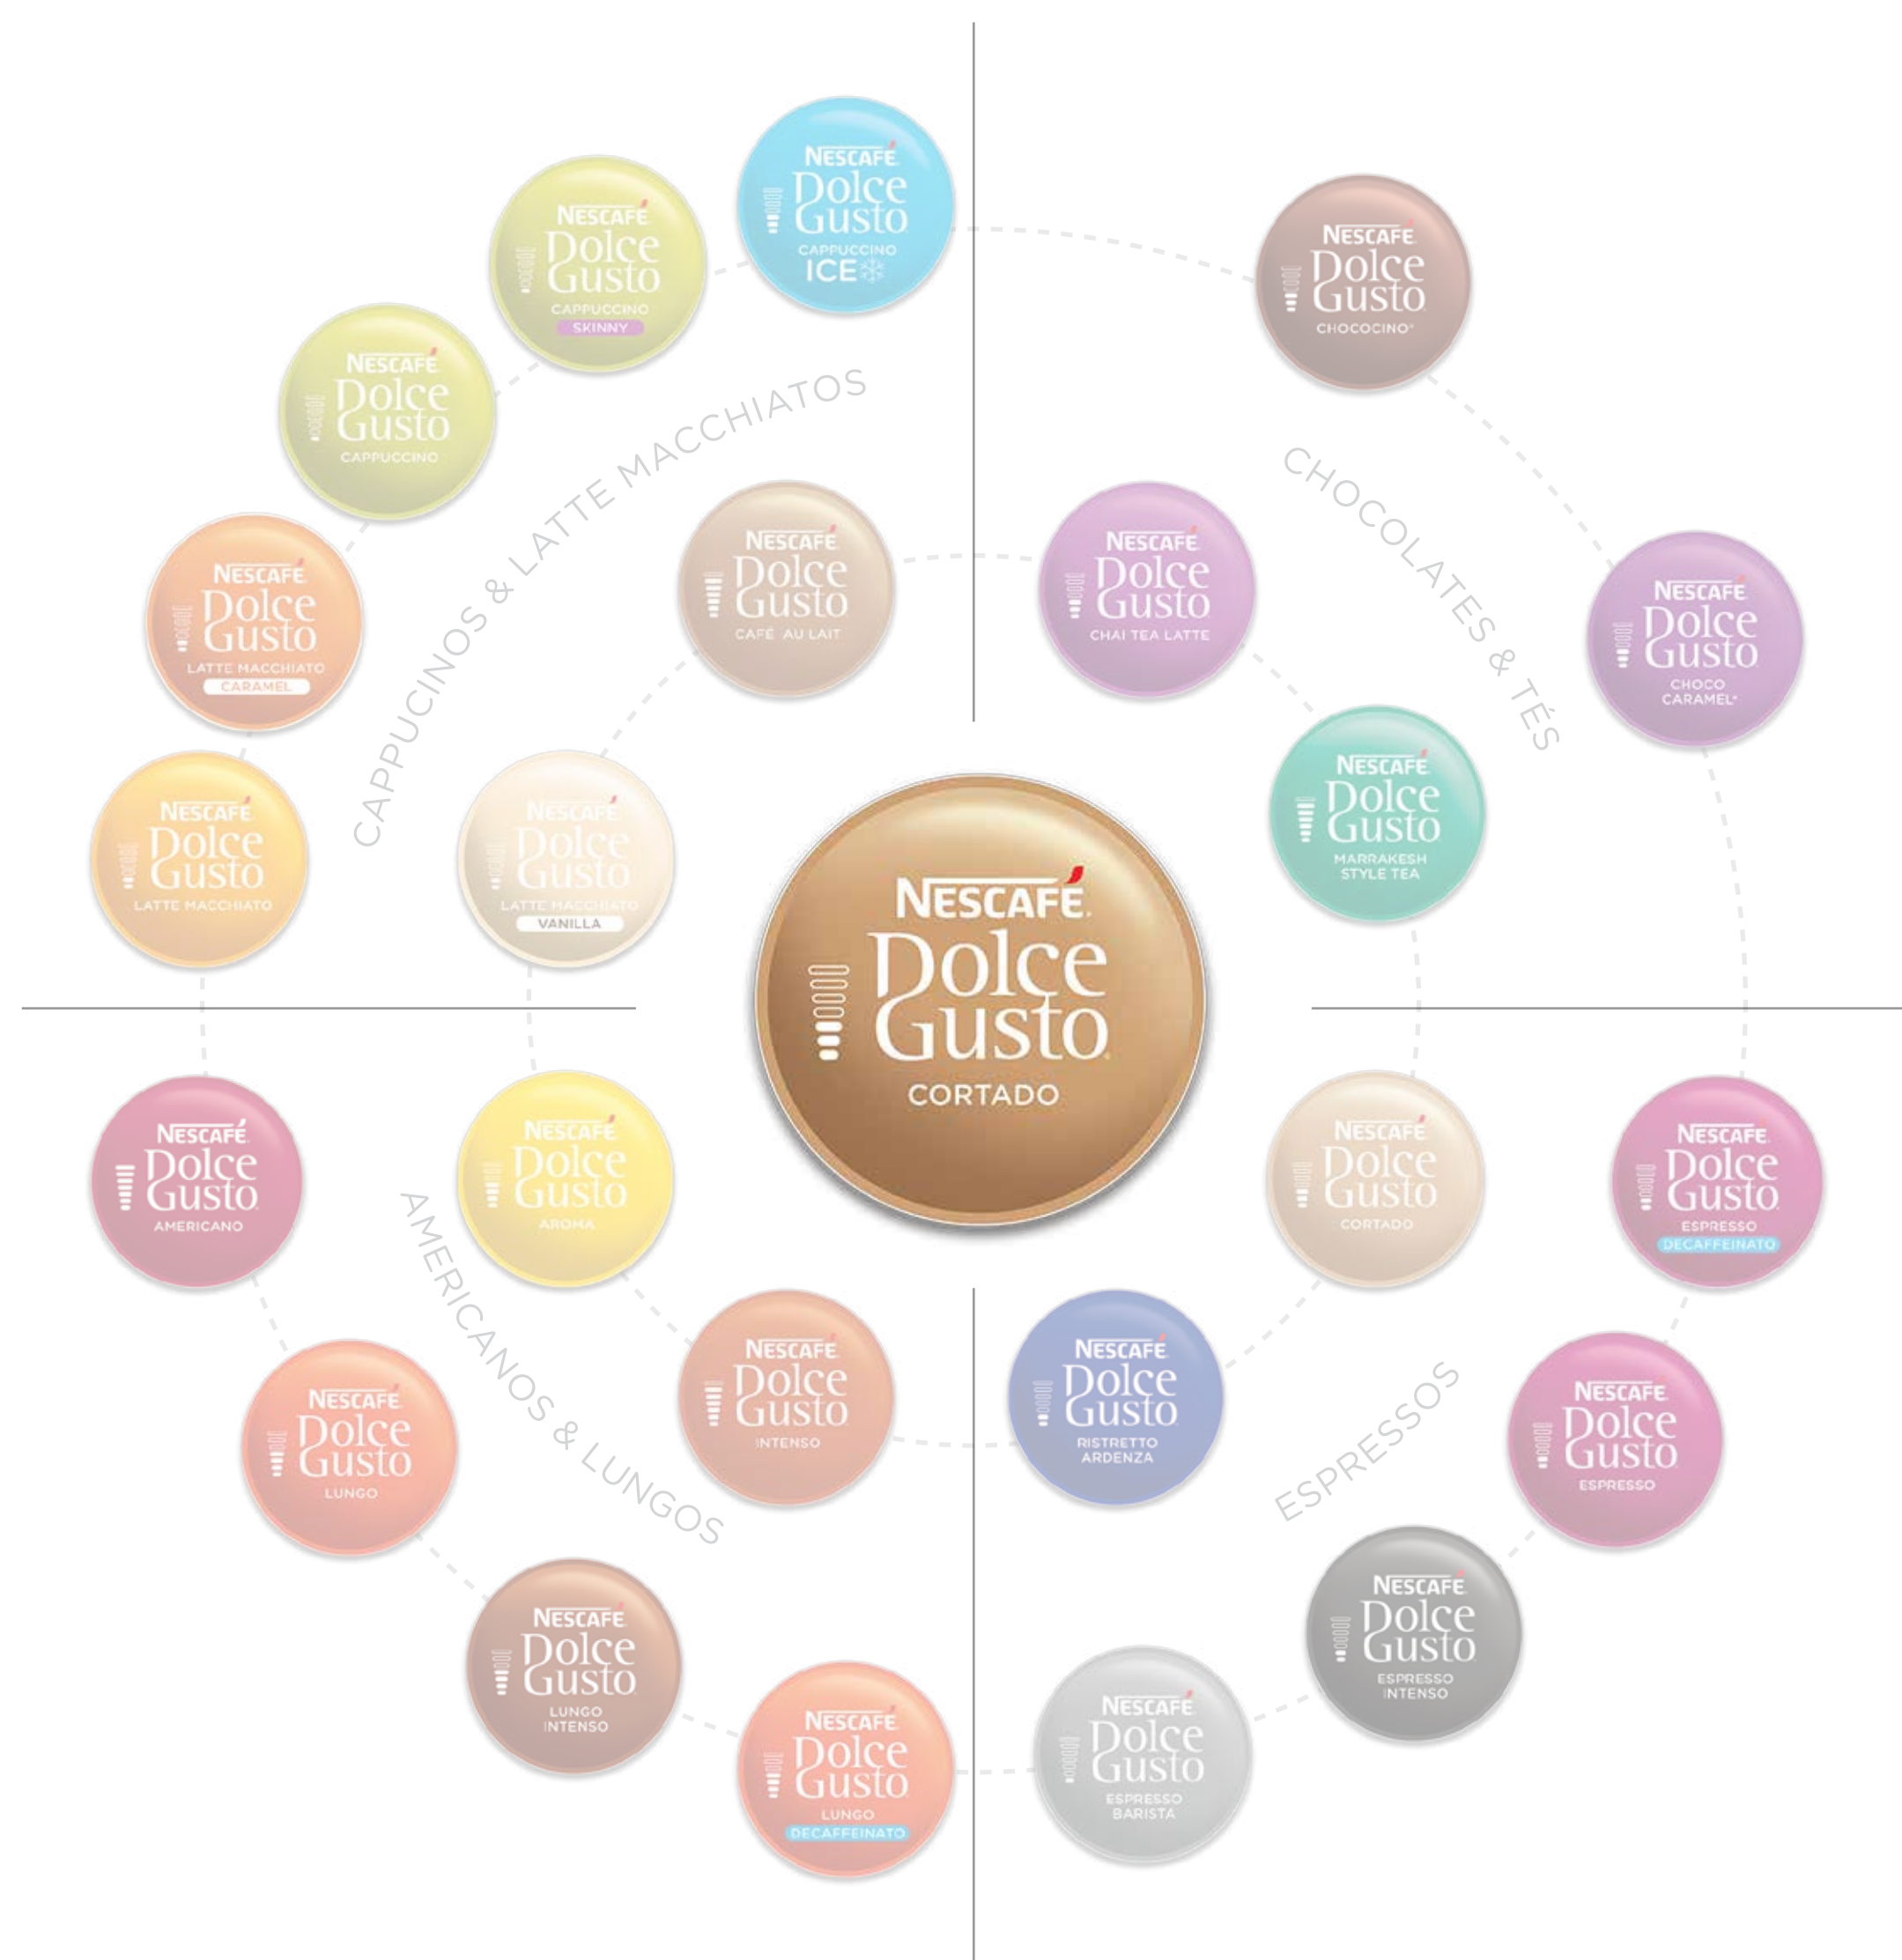 NESCAFÉ
Dolce
Gusto
CAPPUCCINO
ICE
NESCAFÉ
Dolce
Gusto
CAPPUCCINO
SKINNY
NESCAFÉ
Dolce
Gusto
CAPPUCCINO
NESCAFÉ
Dolce
Gusto
LATTE MACCHIATO
CARAMEL
NESCAFÉ
Dolce
Gusto
LATTE MACCHIATO
CAPPUCINOS & LATTE MACCHIATOS
NESCAFÉ
Dolce
Gusto
CAFÉ AU LAIT
NESCAFÉ
Dolce
Gusto
LATTE MACCHIATO
VANILLA
NESCAFÉ
Dolce
Gusto
CHOCOCINO*
CHOCOLATES & TÉS
NESCAFÉ
Dolce
Gusto
CHOCO
CARAMEL*
NESCAFÉ
Dolce
Gusto
CHAI TEA LATTE
NESCAFÉ
Dolce
Gusto
MARRAKESH
STYLE TEA
NESCAFÉ.
Dolce
Gusto
CORTADO
NESCAFÉ
Dolce
Gusto
AMERICANO
NESCAFÉ
Dolce
Gusto
AROMA
AMERICANOS & LUNGOS
NESCAFÉ
Dolce
Gusto
INTENSO
NESCAFÉ
Dolce
Gusto
LUNGO
NESCAFÉ
Dolce
Gusto
LUNGO
INTENSO
NESCAFÉ
Dolce
Gusto
LUNGO
DECAFFEINATO
NESCAFÉ
Dolce
Gusto
CORTADO
NESCAFÉ
Dolce
Gusto
ESPRESSO
DECAFFEINATO
NESCAFÉ
Dolce
Gusto
RISTRETTO
ARDENZA
ESPRESSOS
NESCAFÉ
Dolce
Gusto
ESPRESSO
NESCAFÉ
Dolce
Gusto
ESPRESSO
INTENSO
NESCAFÉ
Dolce
Gusto
ESPRESSO
BARISTA